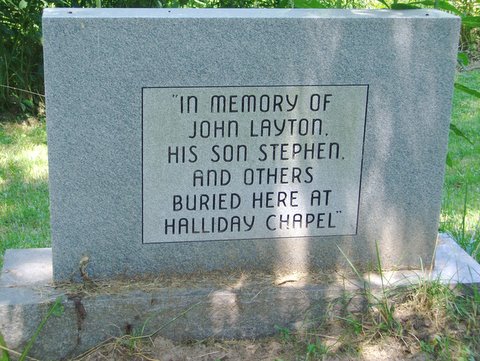 "IN MEMORY OF
JOHN LAYTON,
HIS SON STEPHEN,
AND OTHERS
BURIED HERE AT
HALLIDAY CHAPEL"